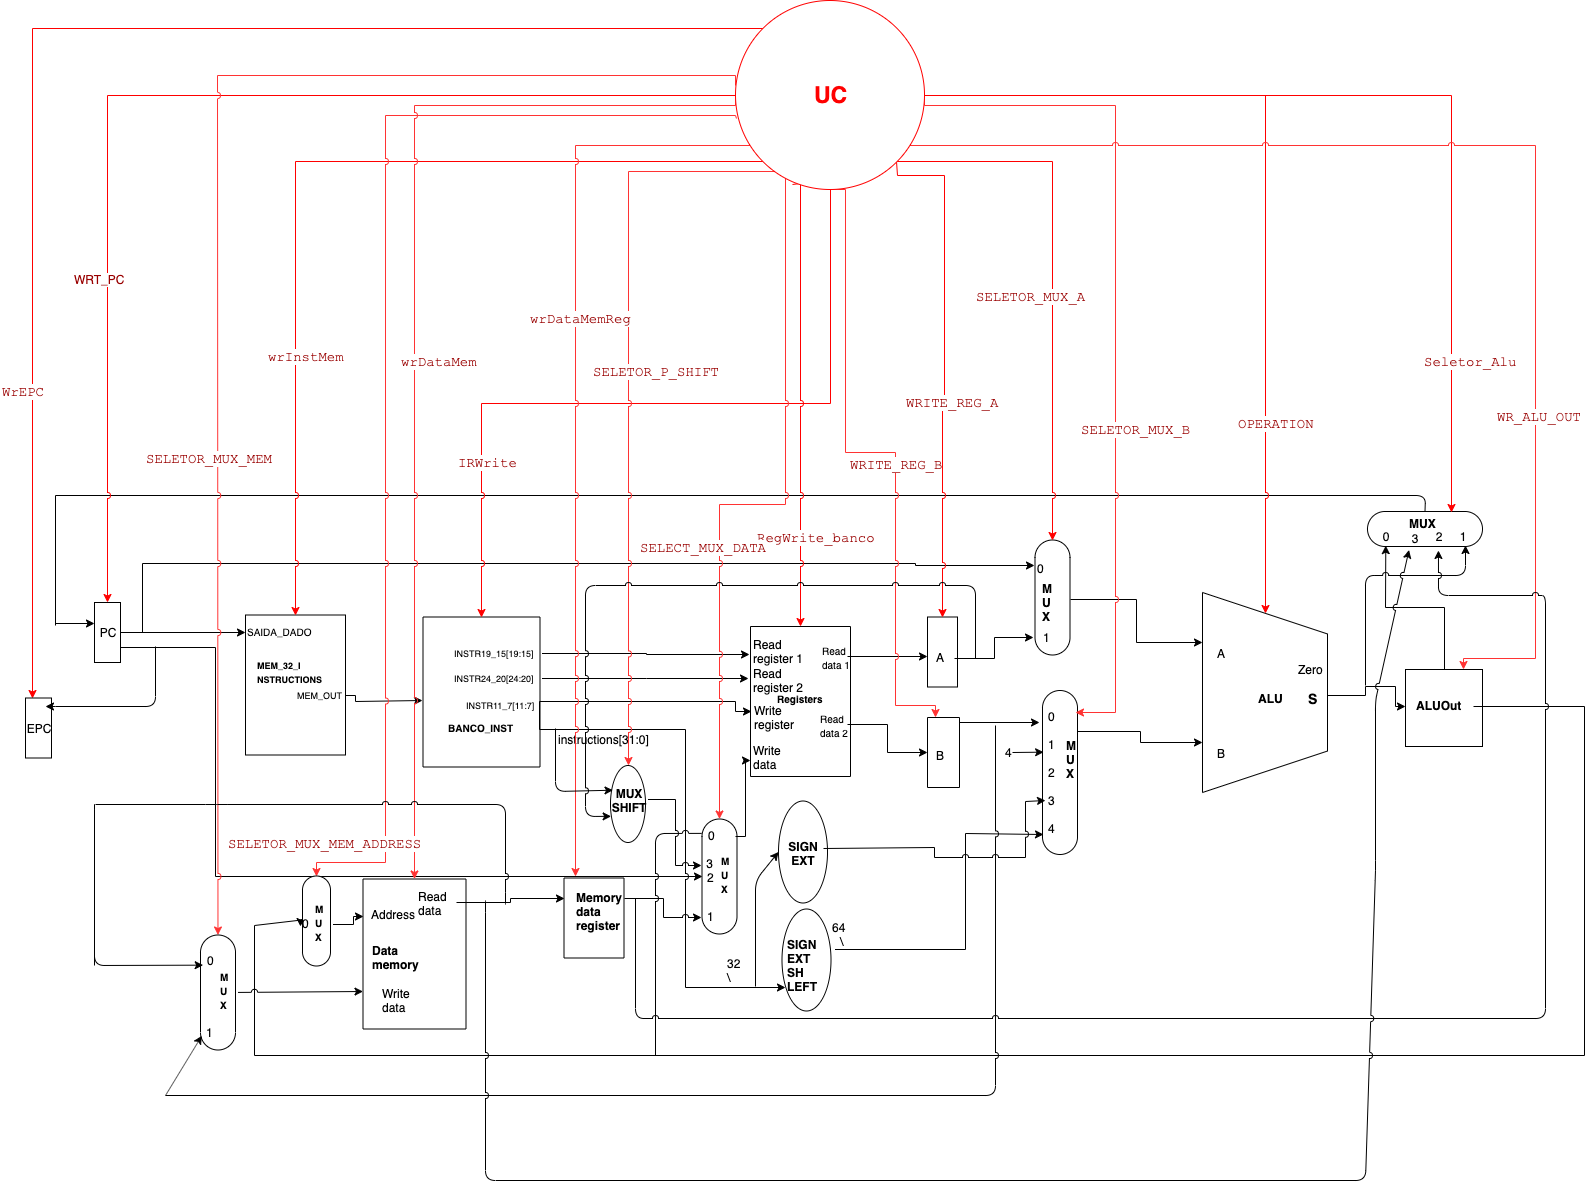 UC
WRT_PC
SELETOR_MUX_A
wrDataMemReg
wrInstMem
wrDataMem
SELETOR_P_SHIFT
Seletor_Alu
WrEPC
WRITE_REG_A
WR_ALU_OUT
OPERATION
SELETOR_MUX_B
SELETOR_MUX_MEM
IRWrite
WRITE_REG_B
RegWrite_banco
SELECT_MUX_DATA
MUX
0 3 2 1
0
M
U
X
1
PC
SAIDA_DADO
MEM_32_I
NSTRUCTIONS
MEM_OUT
EPC
INSTR19_15[19:15]
INSTR24_20[24:20]
INSTR11_7[11:7]
BANCO_INST
instructions[31:0]
Read
register 1
Read
register 2
Registers
Write
register
Write
data
Read
data 1
Read
data 2
A
B
0
4
1
2
3
4
M
U
X
A
B
Zero
ALU
S
ALUOut
MUX
SHIFT
0
3
2
1
M
U
X
SIGN
EXT
SIGN
EXT
SH
LEFT
64
\
32
\
SELETOR_MUX_MEM_ADDRESS
0
M
U
X
Address
Read
data
Data
memory
Write
data
Memory
data
register
0
M
U
X
1